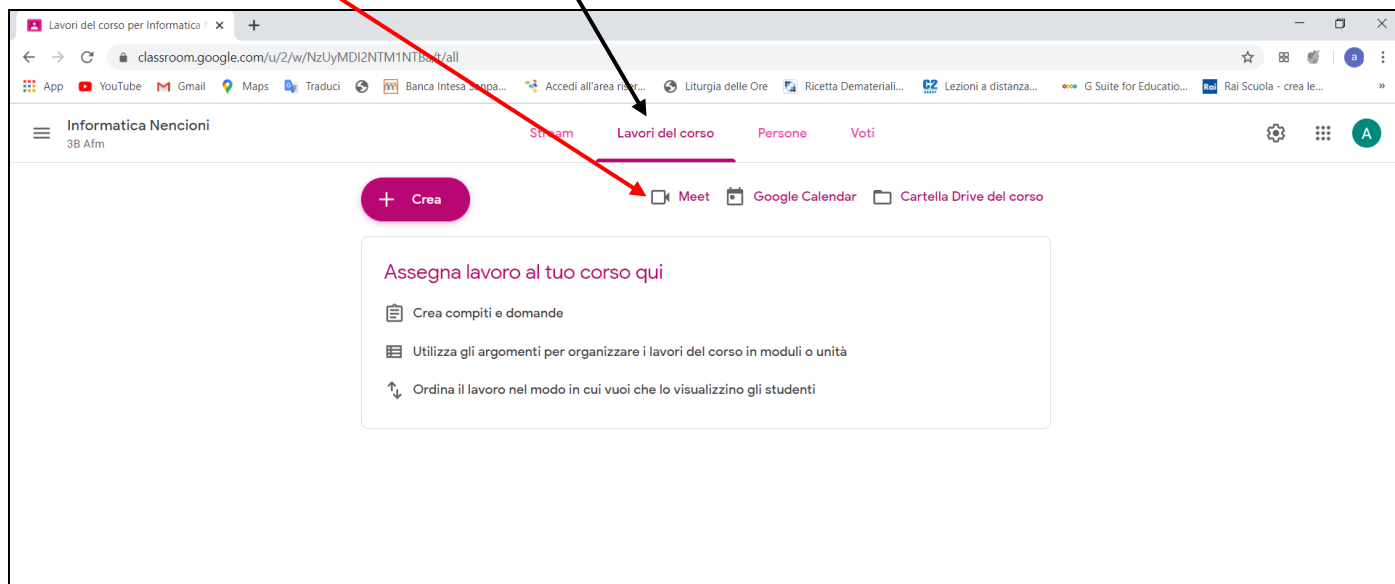 Lavori del corso per Informatica N
classroom.google.com/u/2/w/NzUyMDI2NTM1NTBa/t/all
App YouTube Gmail Maps Traduci Banca Intesa Sanpa... Accedi all'area riser... Liturgia delle Ore Ricetta Demateriali... C2 Lezioni a distanza... G Suite for Educatio... Rai Rai Scuola - crea le... »
a
Informatica Nencioni
3B Afm
Stream Lavori del corso Persone Voti
A
+ Crea
Meet Google Calendar Cartella Drive del corso
Assegna lavoro al tuo corso qui
Crea compiti e domande
Utilizza gli argomenti per organizzare i lavori del corso in moduli o unità
Ordina il lavoro nel modo in cui vuoi che lo visualizzino gli studenti